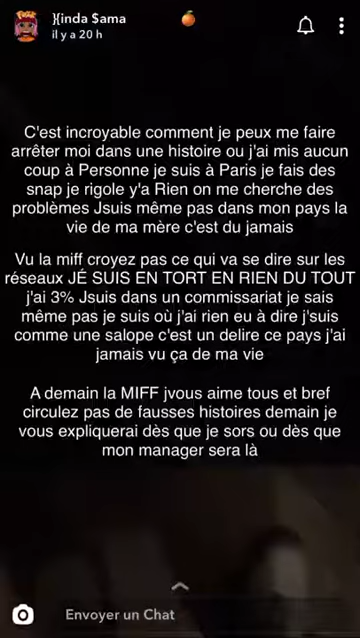 }{inda $ama
il y a 20 h
C'est incroyable comment je peux me faire
arrêter moi dans une histoire ou j'ai mis aucun
coup à Personne je suis à Paris je fais des
snap je rigole y'a Rien on me cherche des
problèmes Jsuis même pas dans mon pays la
vie de ma mère c'est du jamais
Vu la miff croyez pas ce qui va se dire sur les
réseaux JÉ SUIS EN TORT EN RIEN DU TOUT
j'ai 3% Jsuis dans un commissariat je sais
même pas je suis où j'ai rien eu à dire j'suis
comme une salope c'est un delire ce pays j'ai
jamais vu ça de ma vie
A demain la MIFF jvous aime tous et bref
circulez pas de fausses histoires demain je
vous expliquerai dès que je sors ou dès que
mon manager sera là
Envoyer un Chat